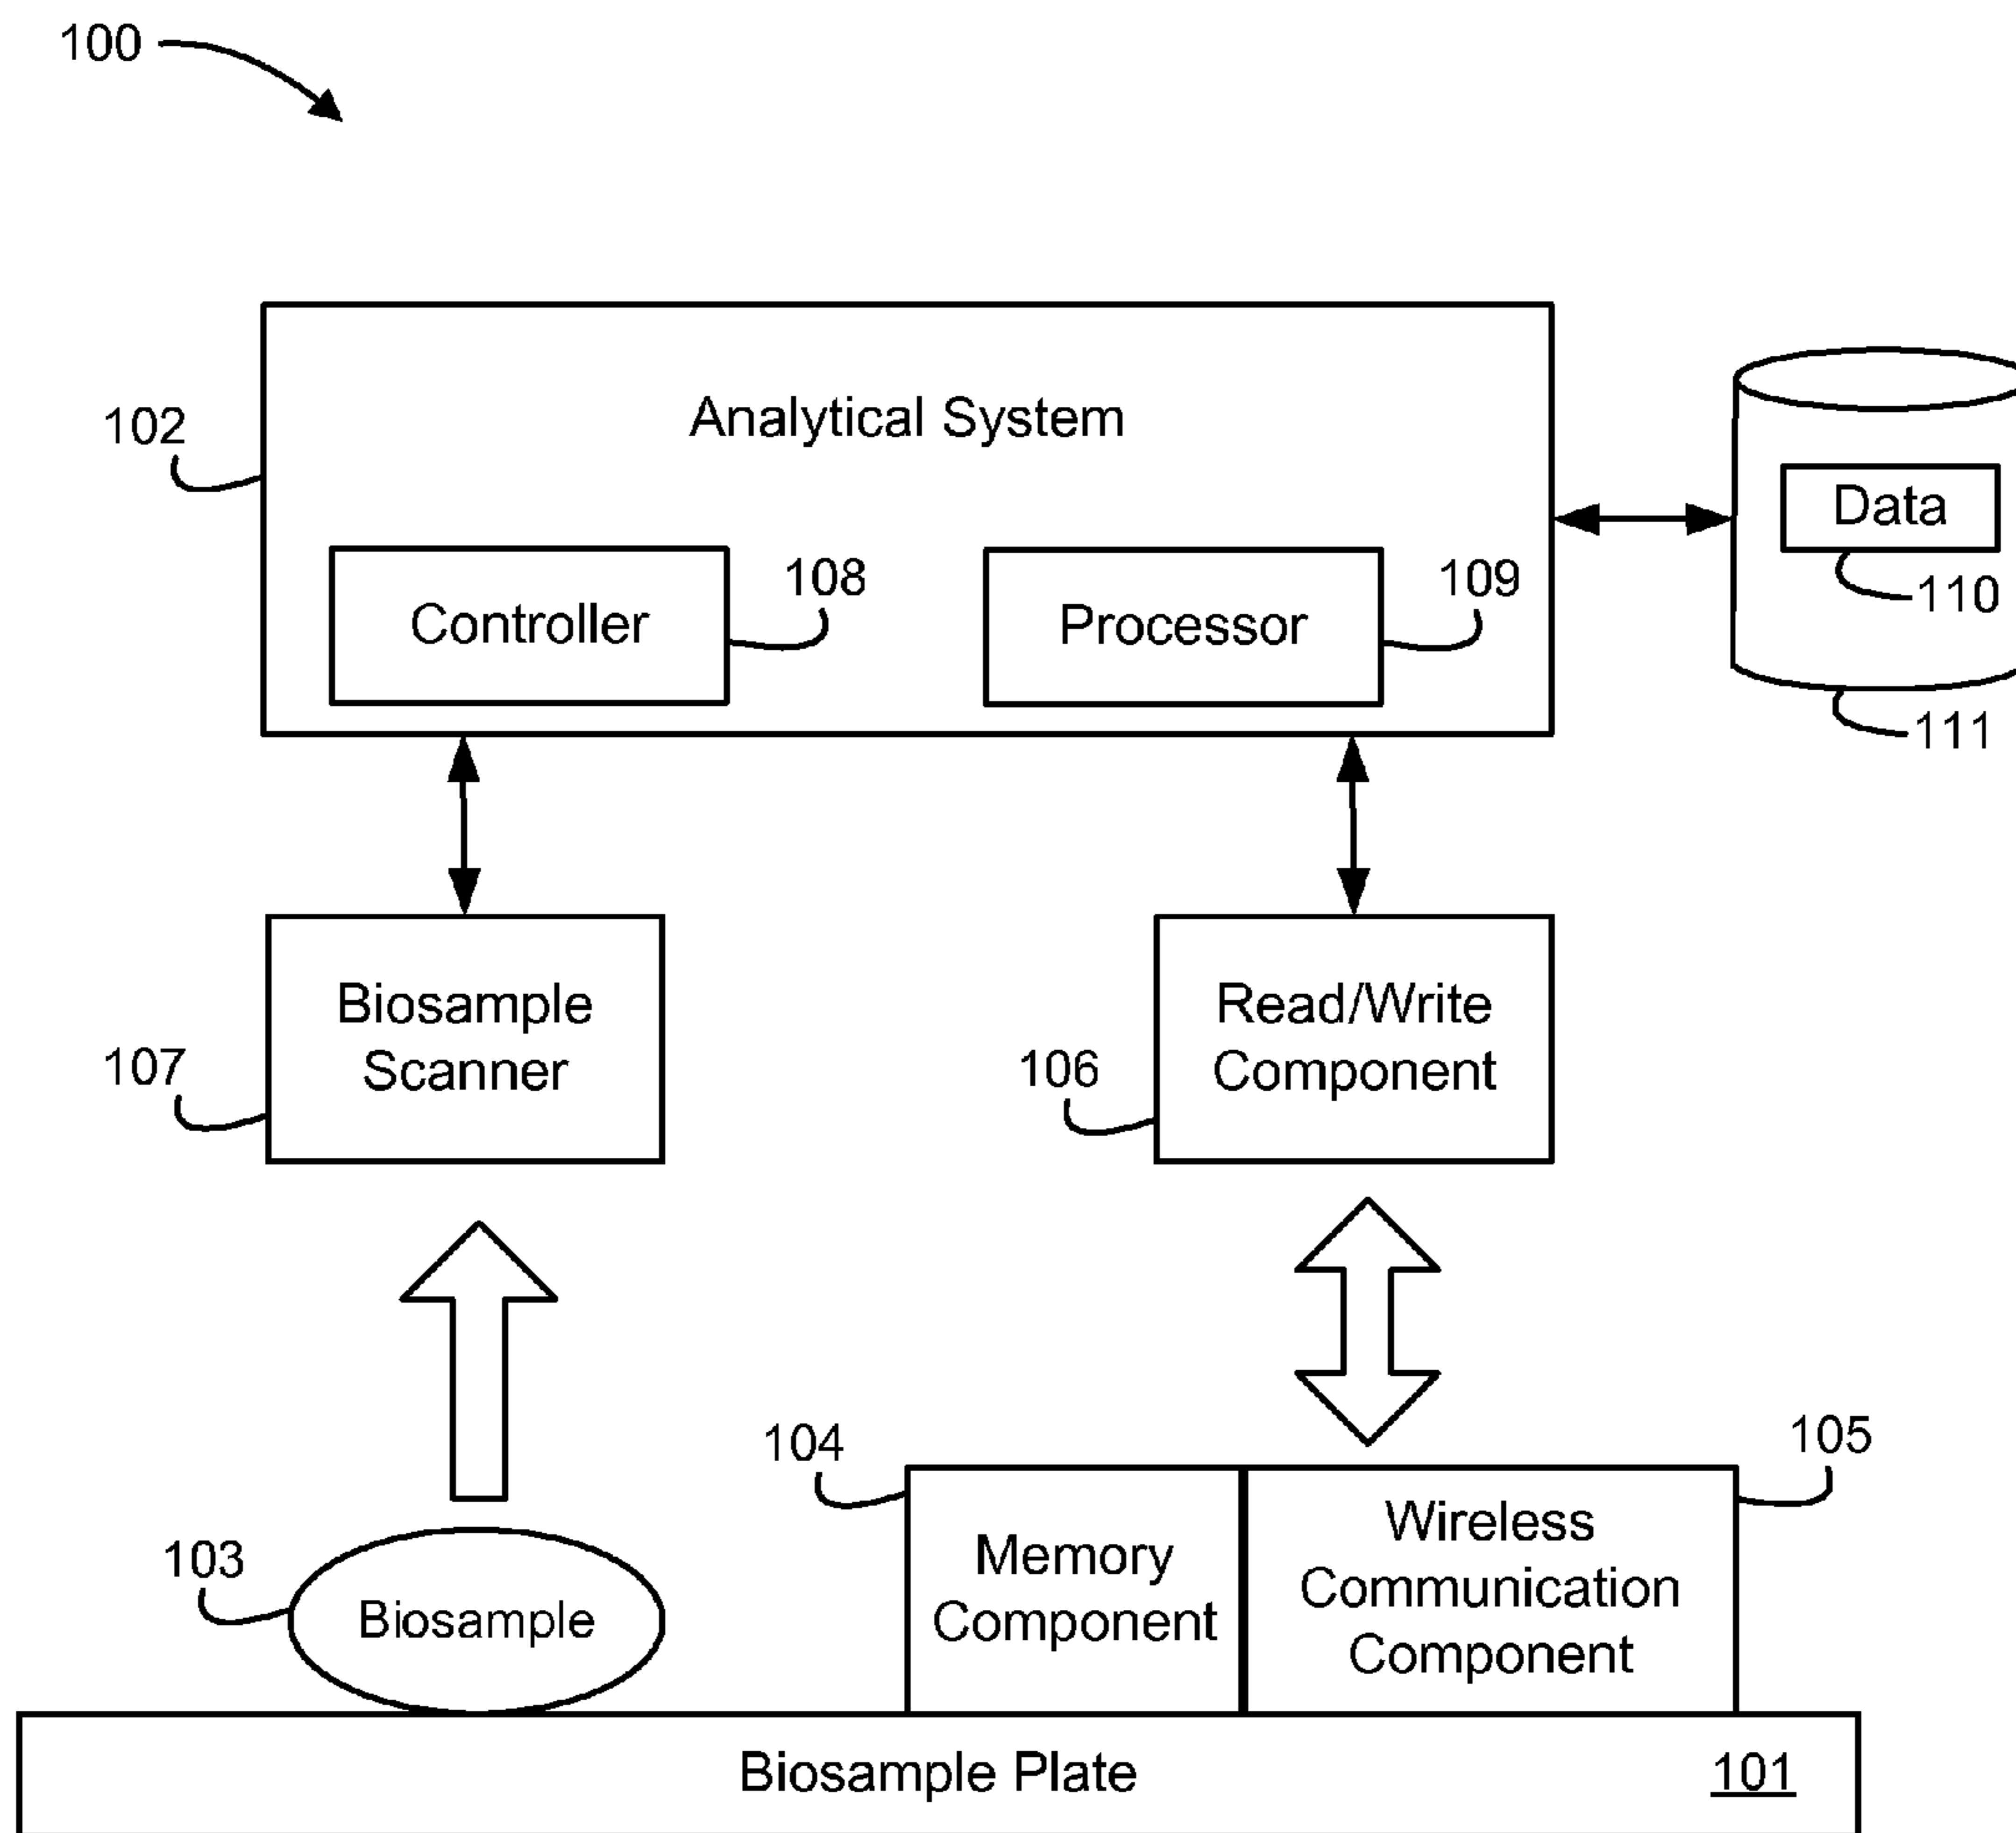 100
Analytical System
102
Data
110
Controller
108
Processor
109
111
Biosample
Scanner
107
Read/Write
Component
106
104
105
Memory
Component
Wireless
Communication
Component
103
Biosample
Biosample Plate
101